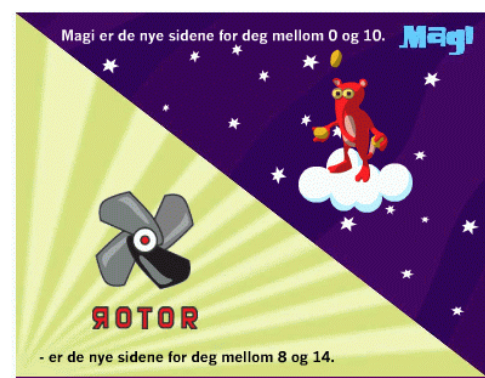 Magi er de nye sidene for deg mellom 0 og 10. Magi
ЯOTOR
- er de nye sidene for deg mellom 8 og 14.